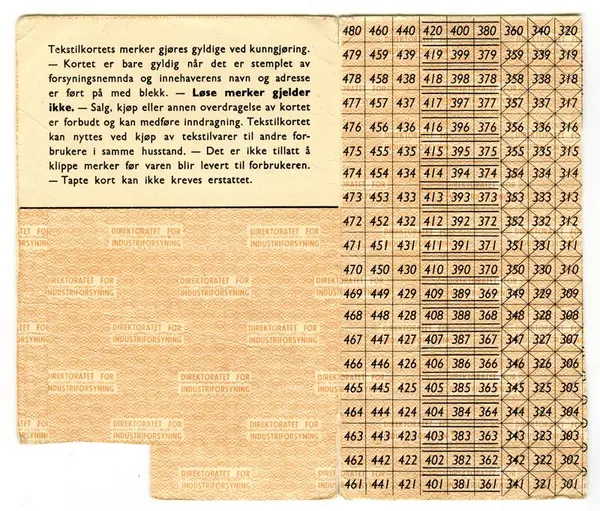 Tekstilkortets merker gjøres gyldige ved kunngjøring.
— Kortet er bare gyldig når det er stemplet av
forsyningsnemnda og innehaverens navn og adresse
er ført på med blekk. — Løse merker gjelder
ikke. — Salg, kjøp eller annen overdragelse av kortet
er forbudt og kan medføre inndragning. Tekstilkortet
kan nyttes ved kjøp av tekstilvarer til andre for-
brukere i samme husstand. — Det er ikke tillatt å
klippe merker før varen blir levert til forbrukeren.
— Tapte kort kan ikke kreves erstattet.
DIREKTORATET FOR
INDUSTRIFORSYNING
480 460 440 420 400 380 360 340 320
479 459 439 419 399 379 359 339 319
478 458 438 418 398 378 358 338 318
477 457 437 417 397 377 357 337 317
476 456 436 416 396 376 356 336 316
475 455 435 415 395 375 355 335 315
474 454 434 414 394 374 354 334 314
473 453 433 413 393 373 353 333 313
472 452 432 412 392 372 352 332 312
471 451 431 411 391 371 351 331 311
470 450 430 410 390 370 350 330 310
469 449 429 409 389 369 349 329 309
468 448 428 408 388 368 348 328 308
467 447 427 407 387 367 347 327 307
466 446 426 406 386 366 346 326 306
465 445 425 405 385 365 345 325 305
464 444 424 404 384 364 344 324 304
463 443 423 403 383 363 343 323 303
462 442 422 402 382 362 342 322 302
461 441 421 401 381 361 341 321 301